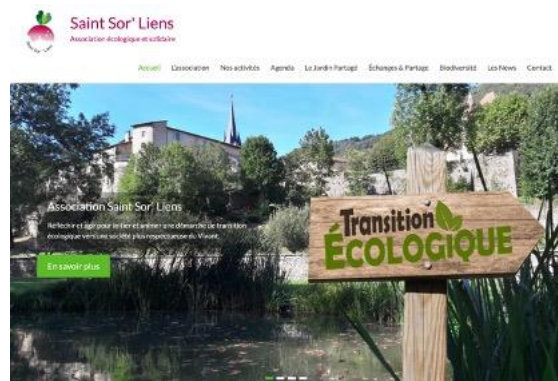 Saint Sor' Liens
Association écologique et solidaire
Accueil L'association Nos activités Agenda Le Jardin Partagé Échanges & Partage Biodiversité Les News Contact
Association Saint Sor' Liens
Réfléchir et agir pour initier et animer une démarche de transition
écologique vers une société plus respectueuse du Vivant.
En savoir plus
Transition
ÉCOLOGIQUE